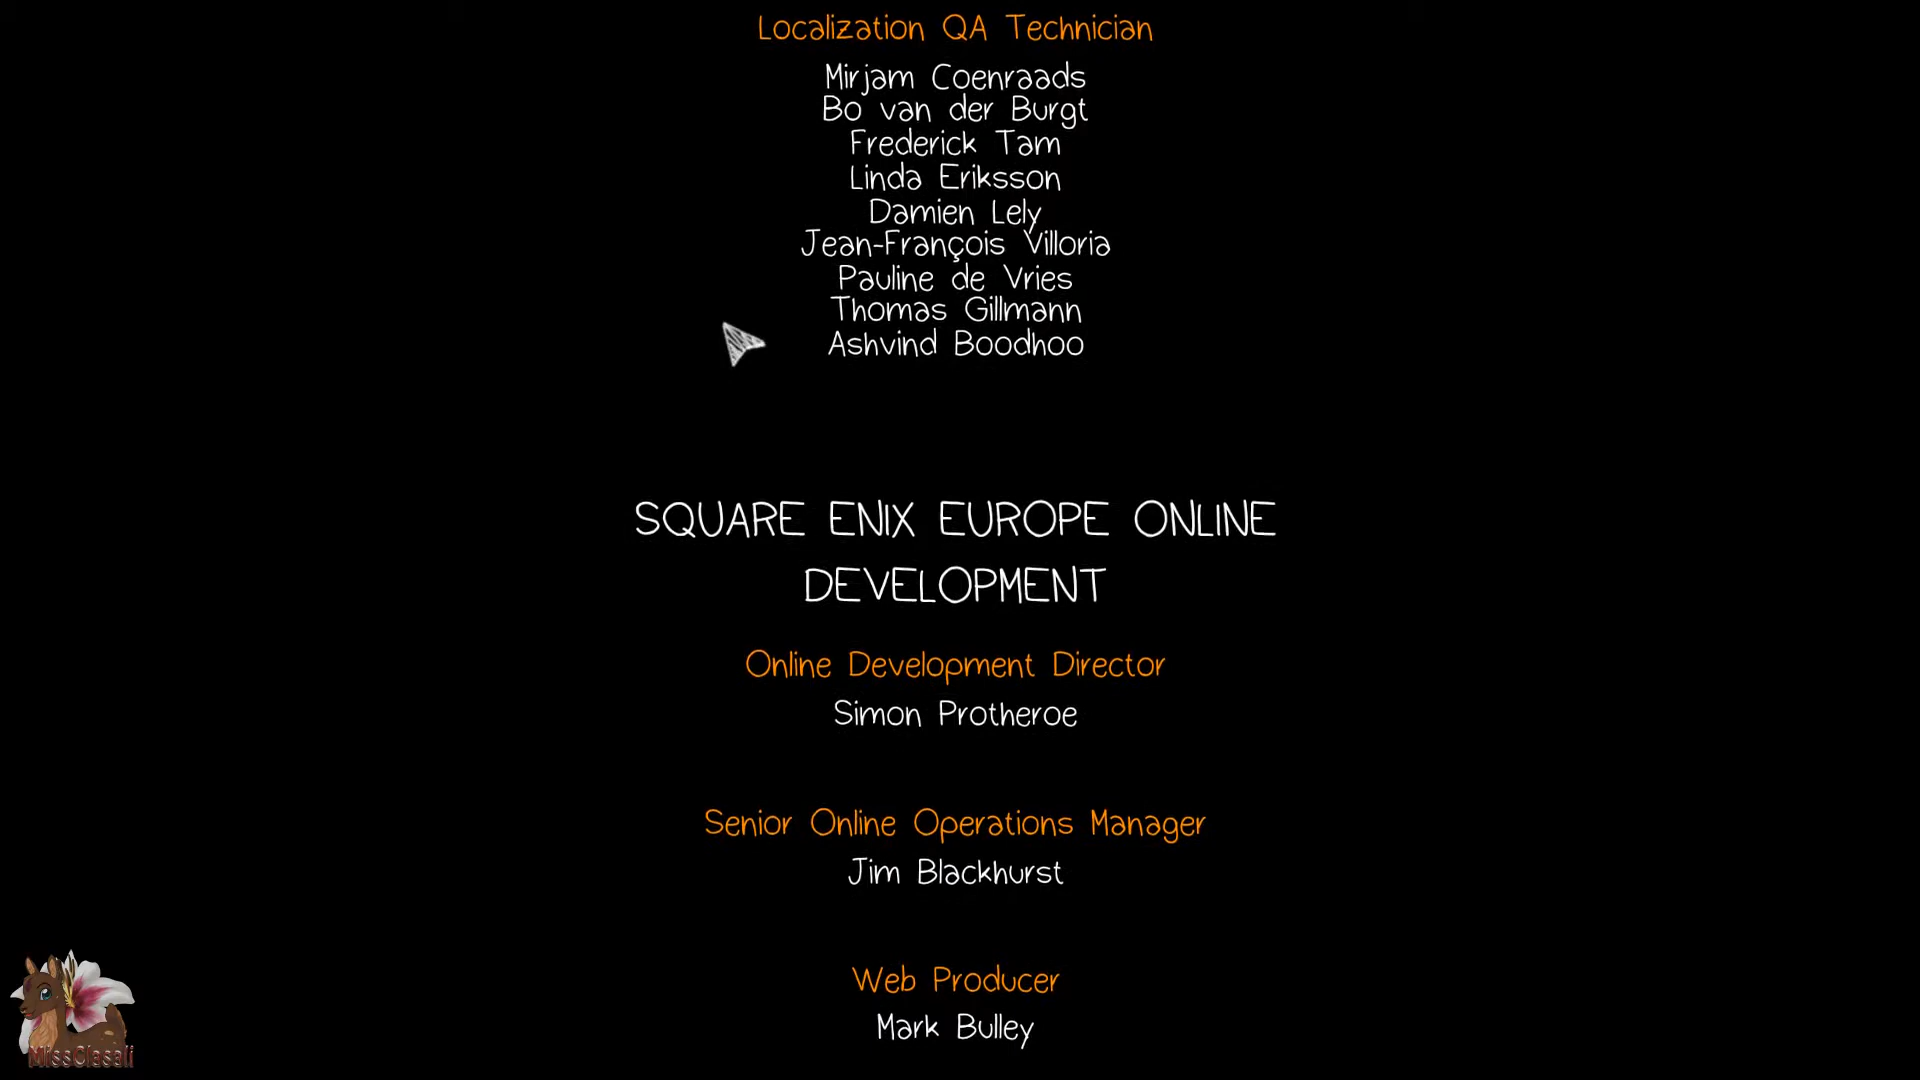 Localization QA Technician
Mirjam Coenraads
Bo van der Burgt
Frederick Tam
Linda Eriksson
Damien Lely
Jean-François Villoria
Pauline de Vries
Thomas Gillmann
Ashvind Boodhoo
SQUARE ENIX EUROPE ONLINE
DEVELOPMENT
Online Development Director
Simon Protheroe
Senior Online Operations Manager
Jim Blackhurst
Web Producer
Mark Bulley